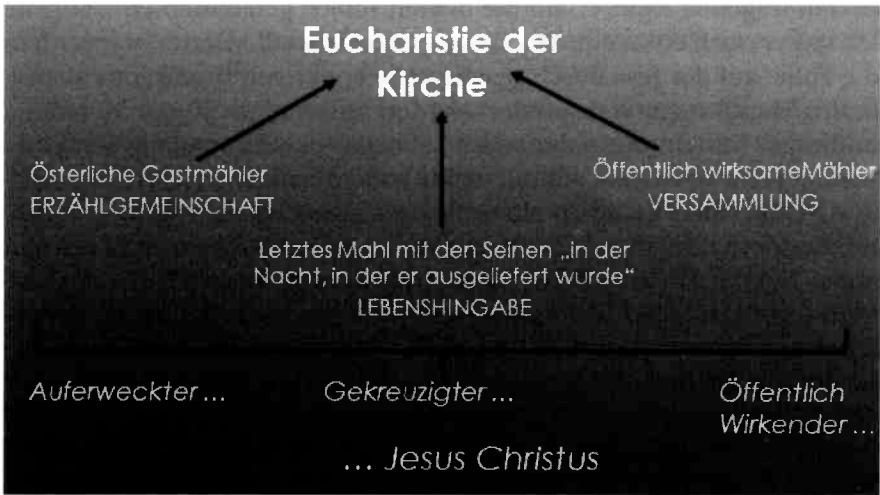 Eucharistie der
Kirche
Österliche Gastmähler
ERZÄHLGEMEINSCHAFT
Öffentlich wirksameMähler
VERSAMMLUNG
Letztes Mahl mit den Seinen „in der
Nacht, in der er ausgeliefert wurde“
LEBENSHINGABE
Auferweckter ...
Gekreuzigter ...
Öffentlich
Wirkender ...
... Jesus Christus